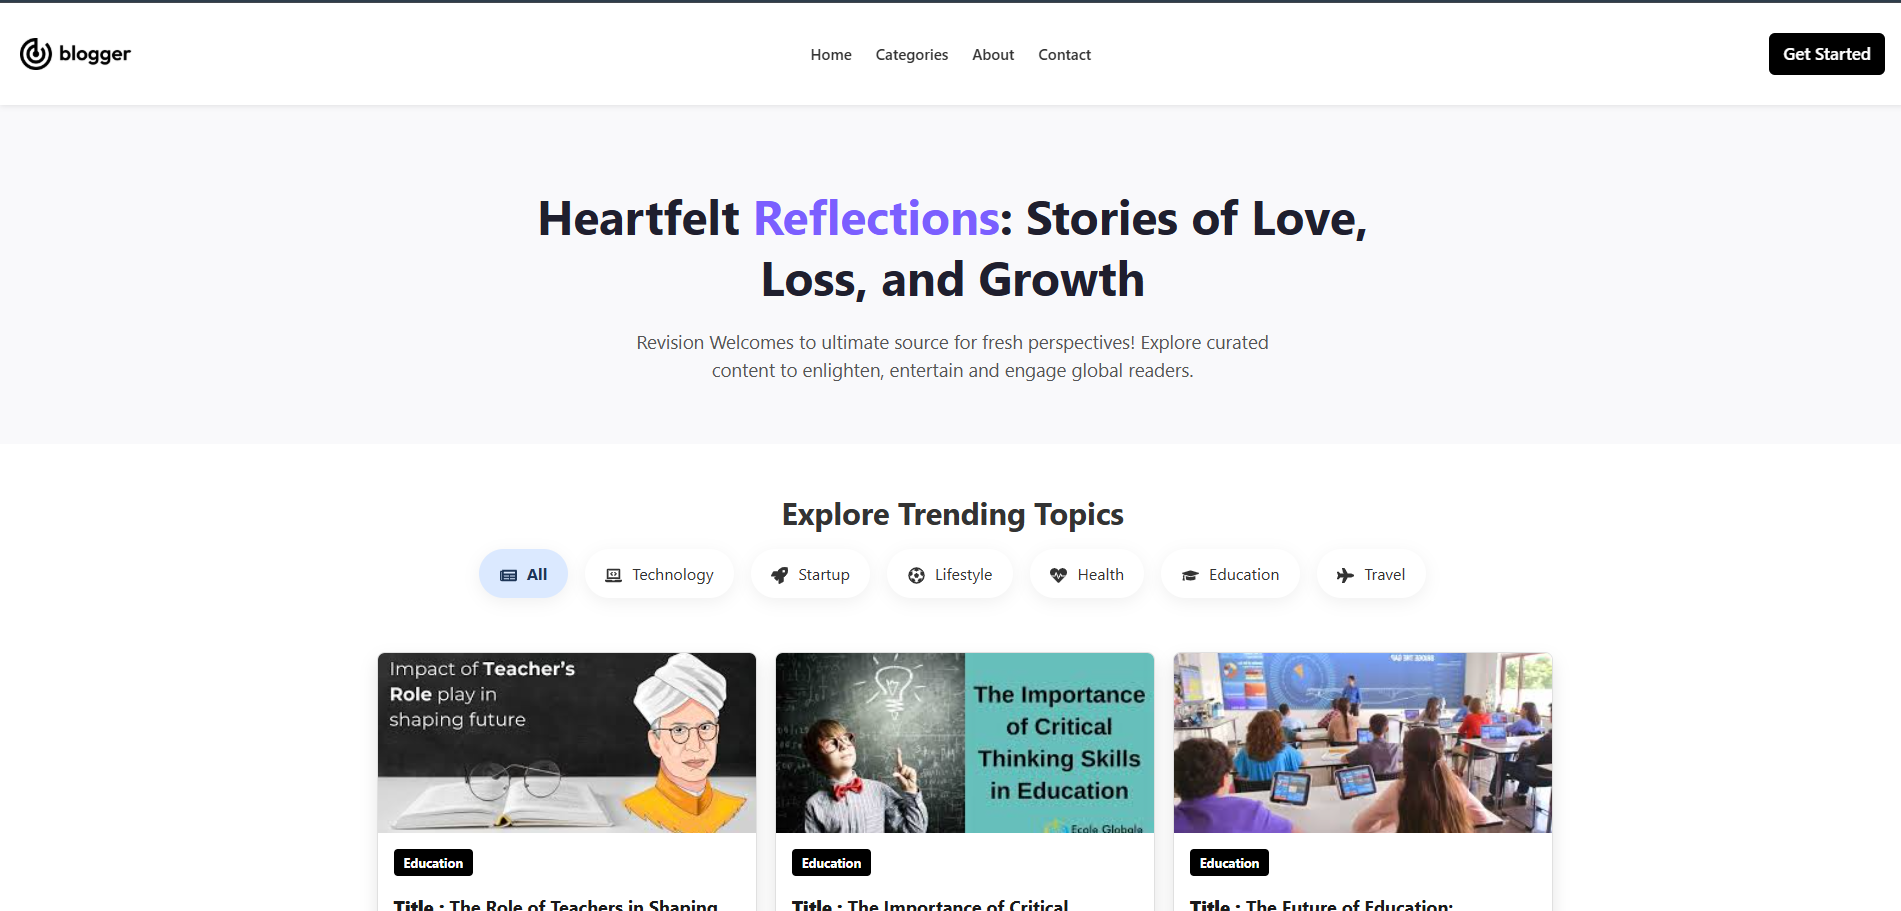 blogger
Home Categories About Contact
Get Started
Heartfelt Reflections: Stories of Love,
Loss, and Growth
Revision Welcomes to ultimate source for fresh perspectives! Explore curated
content to enlighten, entertain and engage global readers.
Explore Trending Topics
All Technology Startup Lifestyle Health Education Travel
Impact of Teacher's
Role play in
shaping future
The Importance
of Critical
Thinking Skills
in Education
Ecole Globale
Education
Title : The Role of Teachers in Shaping
Education
Title : The Importance of Critical
Education
Title : The Future of Education: